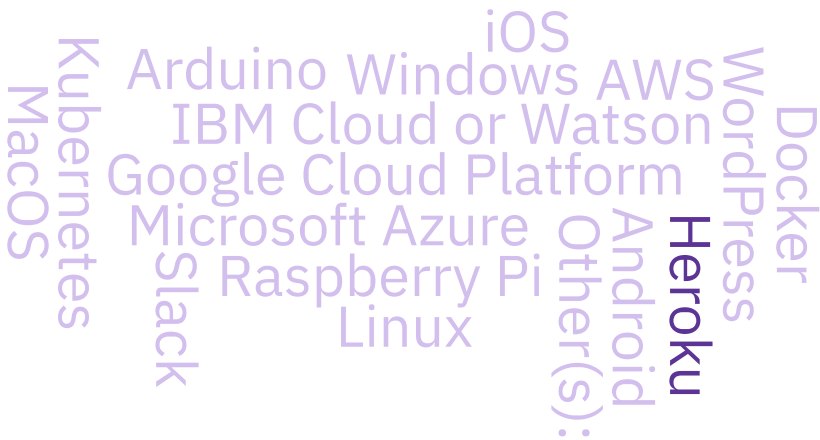 iOS
Arduino
Windows
AWS
IBM Cloud or Watson
Google Cloud Platform
Microsoft Azure
Raspberry Pi
Linux
MacOS
Kubernetes
Slack
Other(s):
Android
Heroku
WordPress
Docker